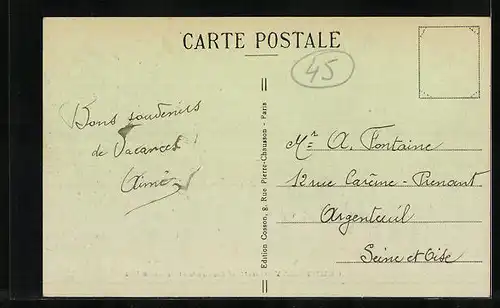 CARTE POSTALE
45
Bons souvenirs
de Vacances!
Aimé
Edition Cosson, 8, Rue Pierre-Chausson - Paris
Mr A. Fontaine
12 rue Carême-Prenant
Argenteuil
Seine et Oise